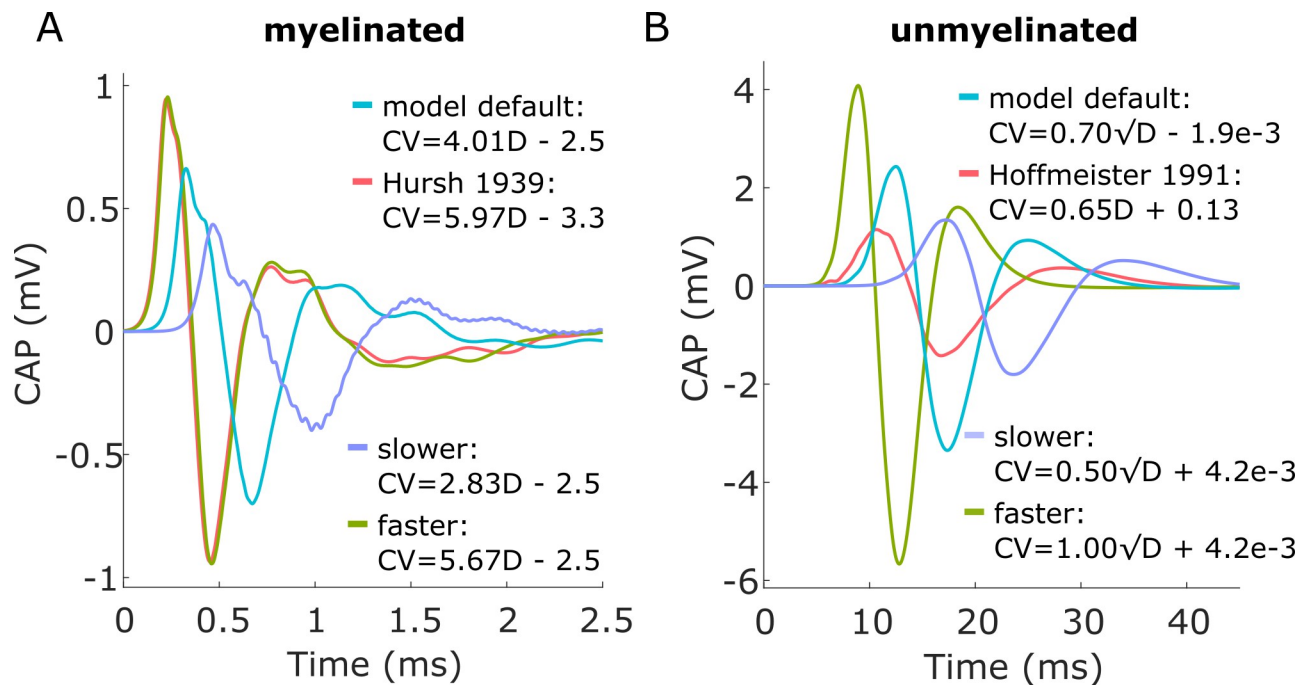 A
myelinated
CAP (mV)
1
0.5
0
-0.5
-1
model default:
CV=4.01D - 2.5
Hursh 1939:
CV=5.97D - 3.3
slower:
CV=2.83D - 2.5
faster:
CV=5.67D - 2.5
0 0.5 1 1.5 2 2.5
Time (ms)
B
unmyelinated
CAP (mV)
4
2
0
-2
-4
-6
model default:
CV=0.70√D - 1.9e-3
Hoffmeister 1991:
CV=0.65D + 0.13
slower:
CV=0.50√D + 4.2e-3
faster:
CV=1.00√D + 4.2e-3
0 10 20 30 40
Time (ms)